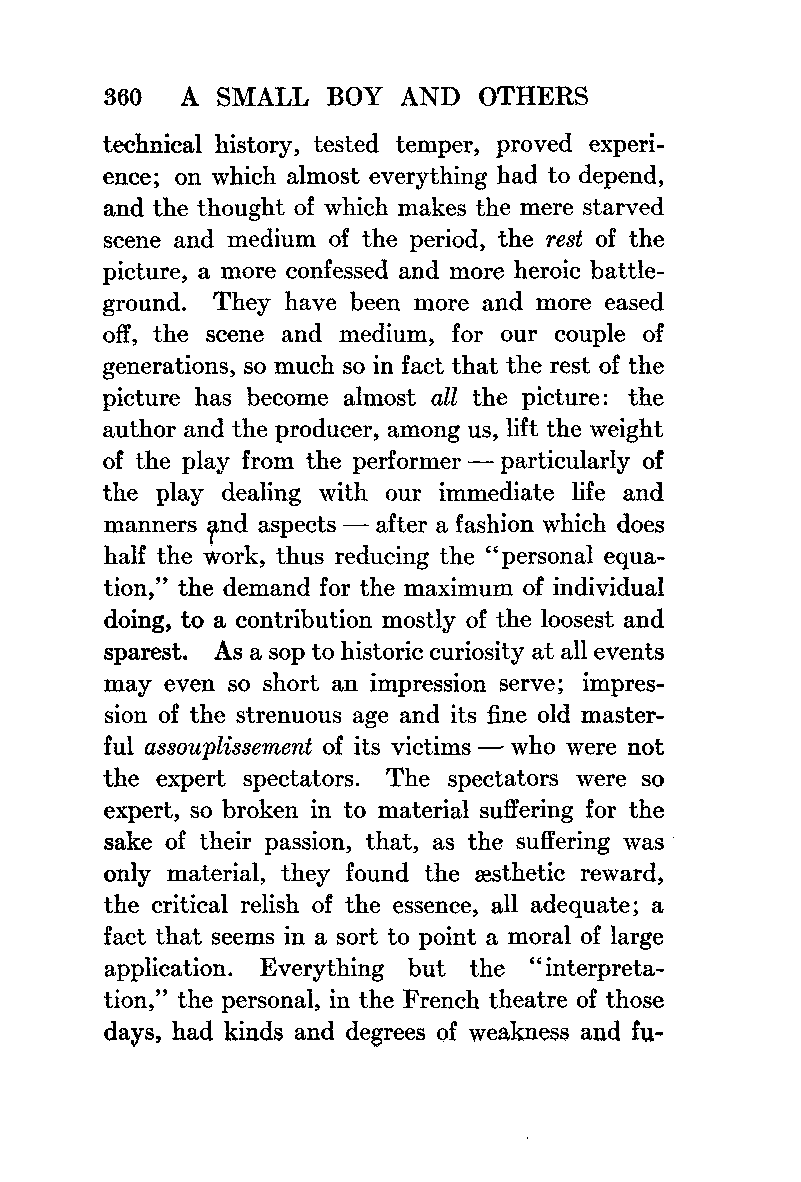 360 A SMALL BOY AND OTHERS
technical history, tested temper, proved experi-
ence; on which almost everything had to depend,
and the thought of which makes the mere starved
scene and medium of the period, the rest of the
picture, a more confessed and more heroic battle-
ground. They have been more and more eased
off, the scene and medium, for our couple of
generations, so much so in fact that the rest of the
picture has become almost all the picture: the
author and the producer, among us, lift the weight
of the play from the performer — particularly of
the play dealing with our immediate life and
manners and aspects — after a fashion which does
half the work, thus reducing the “personal equa-
tion,” the demand for the maximum of individual
doing, to a contribution mostly of the loosest and
sparest. As a sop to historic curiosity at all events
may even so short an impression serve; impres-
sion of the strenuous age and its fine old master-
ful assouplissement of its victims — who were not
the expert spectators. The spectators were so
expert, so broken in to material suffering for the
sake of their passion, that, as the suffering was
only material, they found the æsthetic reward,
the critical relish of the essence, all adequate; a
fact that seems in a sort to point a moral of large
application. Everything but the “interpreta-
tion,” the personal, in the French theatre of those
days, had kinds and degrees of weakness and fu-